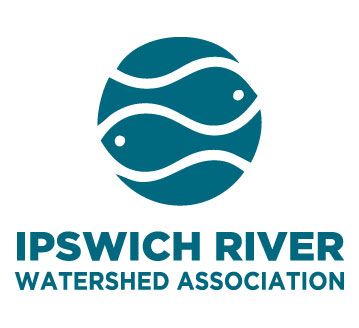 IPSWICH RIVER
WATERSHED ASSOCIATION